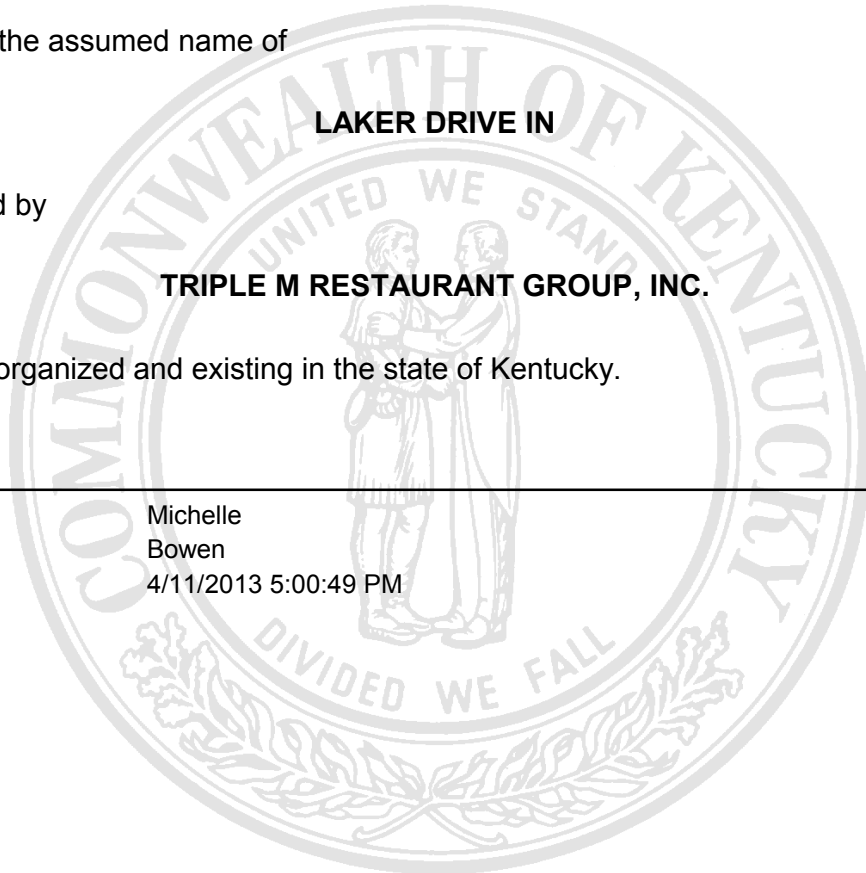 the assumed name of
LAKER DRIVE IN
d by
TRIPLE M RESTAURANT GROUP, INC.
organized and existing in the state of Kentucky.
Michelle
Bowen
4/11/2013 5:00:49 PM
COMMONWEALTH OF KENTUCKY
UNITED WE STAND
DIVIDED WE FALL